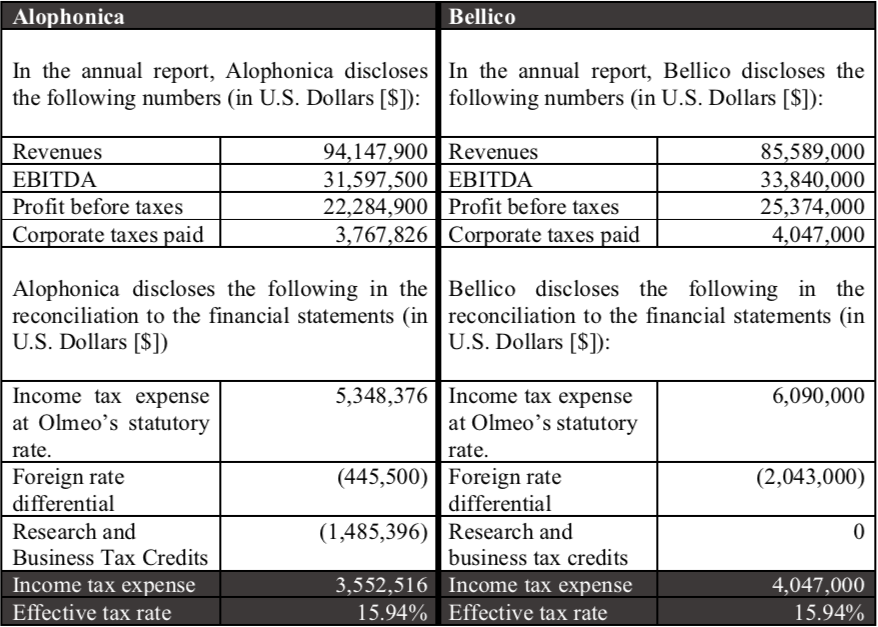 Alophonica
Bellico
In the annual report, Alophonica discloses
the following numbers (in U.S. Dollars [$]):
In the annual report, Bellico discloses the
following numbers (in U.S. Dollars [$]):
Revenues 94,147,900 Revenues 85,589,000
EBITDA 31,597,500 EBITDA 33,840,000
Profit before taxes 22,284,900 Profit before taxes 25,374,000
Corporate taxes paid 3,767,826 Corporate taxes paid 4,047,000
Alophonica discloses the following in the
reconciliation to the financial statements (in
U.S. Dollars [$])
Bellico discloses the following in the
reconciliation to the financial statements (in
U.S. Dollars [$]):
Income tax expense 5,348,376 Income tax expense 6,090,000
at Olmeo’s statutory at Olmeo’s statutory
rate. rate.
Foreign rate (445,500) Foreign rate (2,043,000)
differential differential
Research and (1,485,396) Research and 0
Business Tax Credits business tax credits
Income tax expense 3,552,516 Income tax expense 4,047,000
Effective tax rate 15.94% Effective tax rate 15.94%